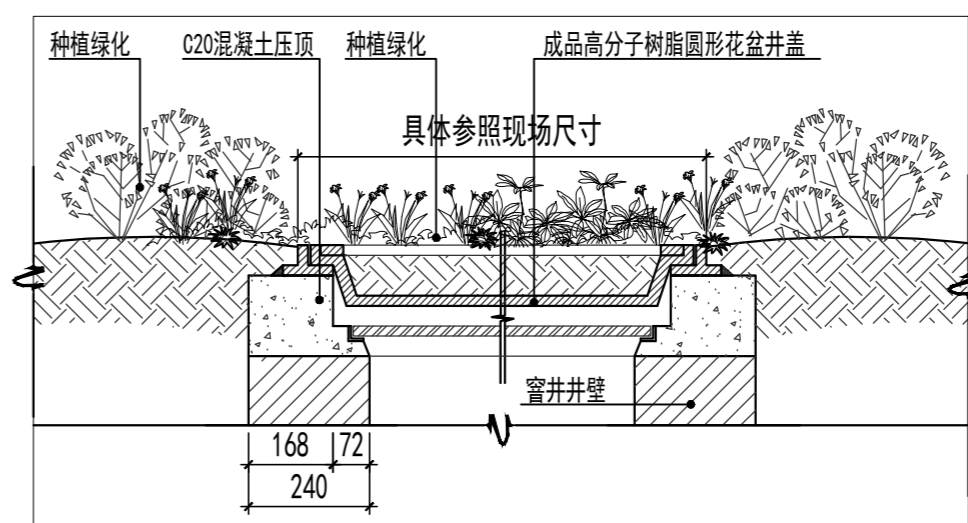 种植绿化
C20混凝土压顶
种植绿化
成品高分子树脂圆形花盆井盖
具体参照现场尺寸
窨井井壁
168
72
240